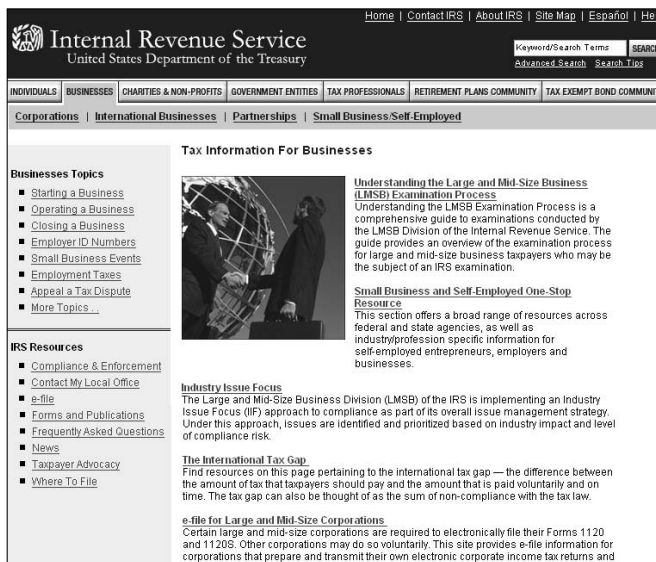 Home | Contact IRS | About IRS | Site Map | Español | He
Internal Revenue Service
United States Department of the Treasury
Keyword/Search Terms SEARC
Advanced Search Search Tips
INDIVIDUALS BUSINESSES CHARITIES & NON-PROFITS GOVERNMENT ENTITIES TAX PROFESSIONALS RETIREMENT PLANS COMMUNITY TAX EXEMPT BOND COMMUNI
Corporations | International Businesses | Partnerships | Small Business/Self-Employed
Businesses Topics
Starting a Business
Operating a Business
Closing a Business
Employer ID Numbers
Small Business Events
Employment Taxes
Appeal a Tax Dispute
More Topics . .
IRS Resources
Compliance & Enforcement
Contact My Local Office
e-file
Forms and Publications
Frequently Asked Questions
News
Taxpayer Advocacy
Where To File
Tax Information For Businesses
Understanding the Large and Mid-Size Business
(LMSB) Examination Process
Understanding the LMSB Examination Process is a
comprehensive guide to examinations conducted by
the LMSB Division of the Internal Revenue Service. The
guide provides an overview of the examination process
for large and mid-size business taxpayers who may be
the subject of an IRS examination.
Small Business and Self-Employed One-Stop
Resource
This section offers a broad range of resources across
federal and state agencies, as well as
industry/profession specific information for
self-employed entrepreneurs, employers and
businesses.
Industry Issue Focus
The Large and Mid-Size Business Division (LMSB) of the IRS is implementing an Industry
Issue Focus (IIF) approach to compliance as part of its overall issue management strategy.
Under this approach, issues are identified and prioritized based on industry impact and level
of compliance risk.
The International Tax Gap
Find resources on this page pertaining to the international tax gap — the difference between
the amount of tax that taxpayers should pay and the amount that is paid voluntarily and on
time. The tax gap can also be thought of as the sum of non-compliance with the tax law.
e-file for Large and Mid-Size Corporations
Certain large and mid-size corporations are required to electronically file their Forms 1120
and 1120S. Other corporations may do so voluntarily. This site provides e-file information for
corporations that prepare and transmit their own electronic corporate income tax returns and